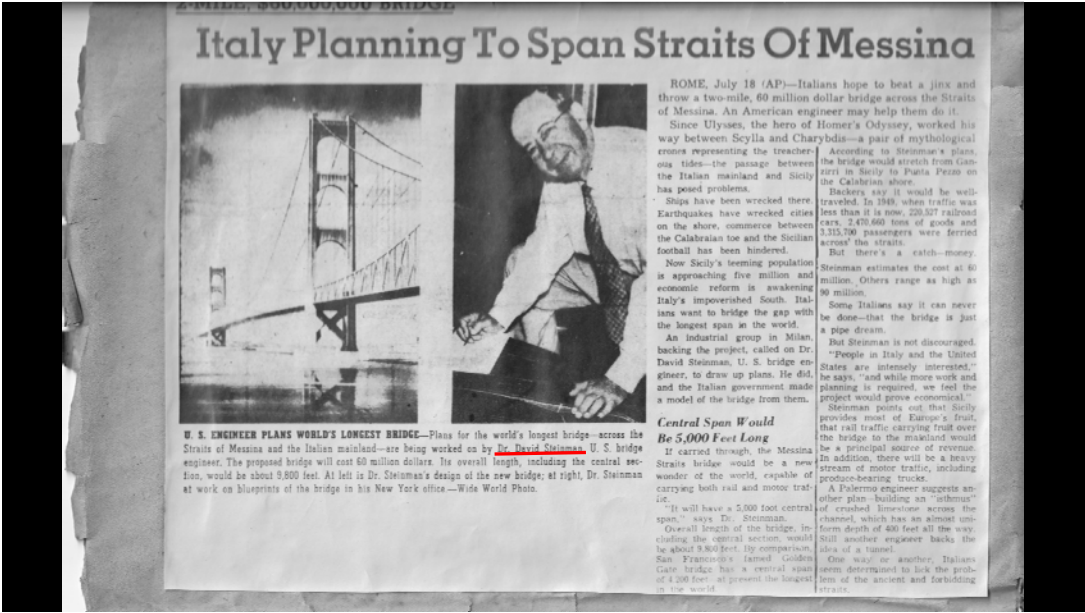 2-MILE, $60,000,000 BRIDGE
Italy Planning To Span Straits Of Messina
ROME, July 18 (AP)—Italians hope to beat a jinx and
throw a two-mile, 60 million dollar bridge across the Straits
of Messina. An American engineer may help them do it.
Since Ulysses, the hero of Homer's Odyssey, worked his
way between Scylla and Charybdis—a pair of mythological
crones representing the treacher-
ous tides—the passage between
the Italian mainland and Sicily
has posed problems.
Ships have been wrecked there.
Earthquakes have wrecked cities
on the shore, commerce between
the Calabraian toe and the Sicilian
football has been hindered.
Now Sicily's teeming population
is approaching five million and
economic reform is awakening
Italy's impoverished South. Ital-
ians want to bridge the gap with
the longest span in the world.
An industrial group in Milan,
backing the project, called on Dr.
David Steinman, U. S. bridge en-
gineer, to draw up plans. He did,
and the Italian government made
a model of the bridge from them.
Central Span Would
Be 5,000 Feet Long
If carried through, the Messina
Straits bridge would be a new
wonder of the world, capable of
carrying both rail and motor traf-
fic.
"It will have a 5,000 foot central
span," says Dr. Steinman.
Overall length of the bridge, in-
cluding the central section, would
be about 9,800 feet. By comparison,
San Francisco's famed Golden
Gate bridge has a central span
of 4,200 feet—at present the longest
in the world.
According to Steinman's plans,
the bridge would stretch from Gan-
zirri in Sicily to Punta Pezzo on
the Calabrian shore.
Backers say it would be well-
traveled. In 1949, when traffic was
less than it is now, 220,527 railroad
cars, 2,470,660 tons of goods and
3,315,700 passengers were ferried
across the straits.
But there's a catch—money.
Steinman estimates the cost at 60
million. Others range as high as
90 million.
Some Italians say it can never
be done—that the bridge is just
a pipe dream.
But Steinman is not discouraged.
"People in Italy and the United
States are intensely interested,"
he says, "and while more work and
planning is required, we feel the
project would prove economical."
Steinman points out that Sicily
provides most of Europe's fruit,
that rail traffic carrying fruit over
the bridge to the mainland would
be a principal source of revenue.
In addition, there will be a heavy
stream of motor traffic, including
produce-bearing trucks.
A Palermo engineer suggests an-
other plan—building an "isthmus"
of crushed limestone across the
channel, which has an almost uni-
form depth of 400 feet all the way.
Still another engineer backs the
idea of a tunnel.
One way or another, Italians
seem determined to lick the prob-
lem of the ancient and forbidding
straits.
U. S. ENGINEER PLANS WORLD'S LONGEST BRIDGE—Plans for the world's longest bridge—across the
Straits of Messina and the Italian mainland—are being worked on by Dr. David Steinman, U. S. bridge
engineer. The proposed bridge will cost 60 million dollars. Its overall length, including the central sec-
tion, would be about 9,800 feet. At left is Dr. Steinman's design of the new bridge; at right, Dr. Steinman
at work on blueprints of the bridge in his New York office—Wide World Photo.